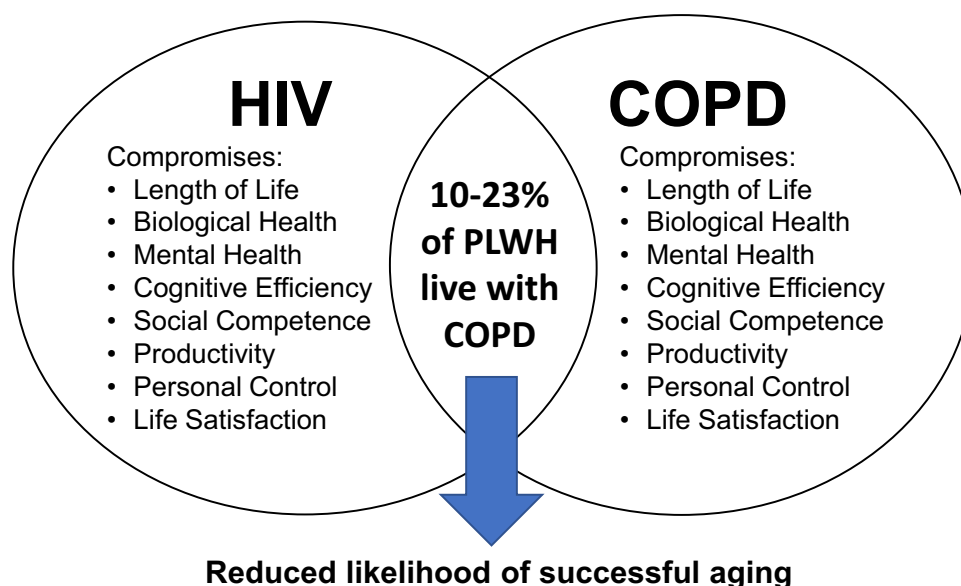 HIV
Compromises:
• Length of Life
• Biological Health
• Mental Health
• Cognitive Efficiency
• Social Competence
• Productivity
• Personal Control
• Life Satisfaction
10-23%
of PLWH
live with
COPD
COPD
Compromises:
• Length of Life
• Biological Health
• Mental Health
• Cognitive Efficiency
• Social Competence
• Productivity
• Personal Control
• Life Satisfaction
Reduced likelihood of successful aging